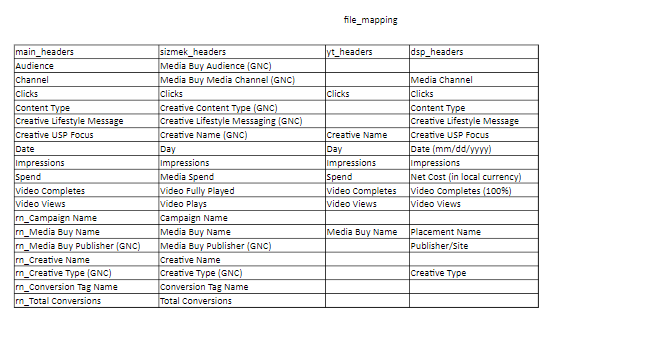 file_mapping
main_headers sizmek_headers yt_headers dsp_headers
Audience Media Buy Audience (GNC)
Channel Media Buy Media Channel (GNC) Media Channel
Clicks Clicks Clicks Clicks
Content Type Creative Content Type (GNC) Content Type
Creative Lifestyle Message Creative Lifestyle Messaging (GNC) Creative Lifestyle Message
Creative USP Focus Creative Name (GNC) Creative Name Creative USP Focus
Date Day Day Date (mm/dd/yyyy)
Impressions Impressions Impressions Impressions
Spend Media Spend Spend Net Cost (in local currency)
Video Completes Video Fully Played Video Completes Video Completes (100%)
Video Views Video Plays Video Views Video Views
rn_Campaign Name Campaign Name
rn_Media Buy Name Media Buy Name Media Buy Name Placement Name
rn_Media Buy Publisher (GNC) Media Buy Publisher (GNC) Publisher/Site
rn_Creative Name Creative Name
rn_Creative Type (GNC) Creative Type (GNC) Creative Type
rn_Conversion Tag Name Conversion Tag Name
rn_Total Conversions Total Conversions